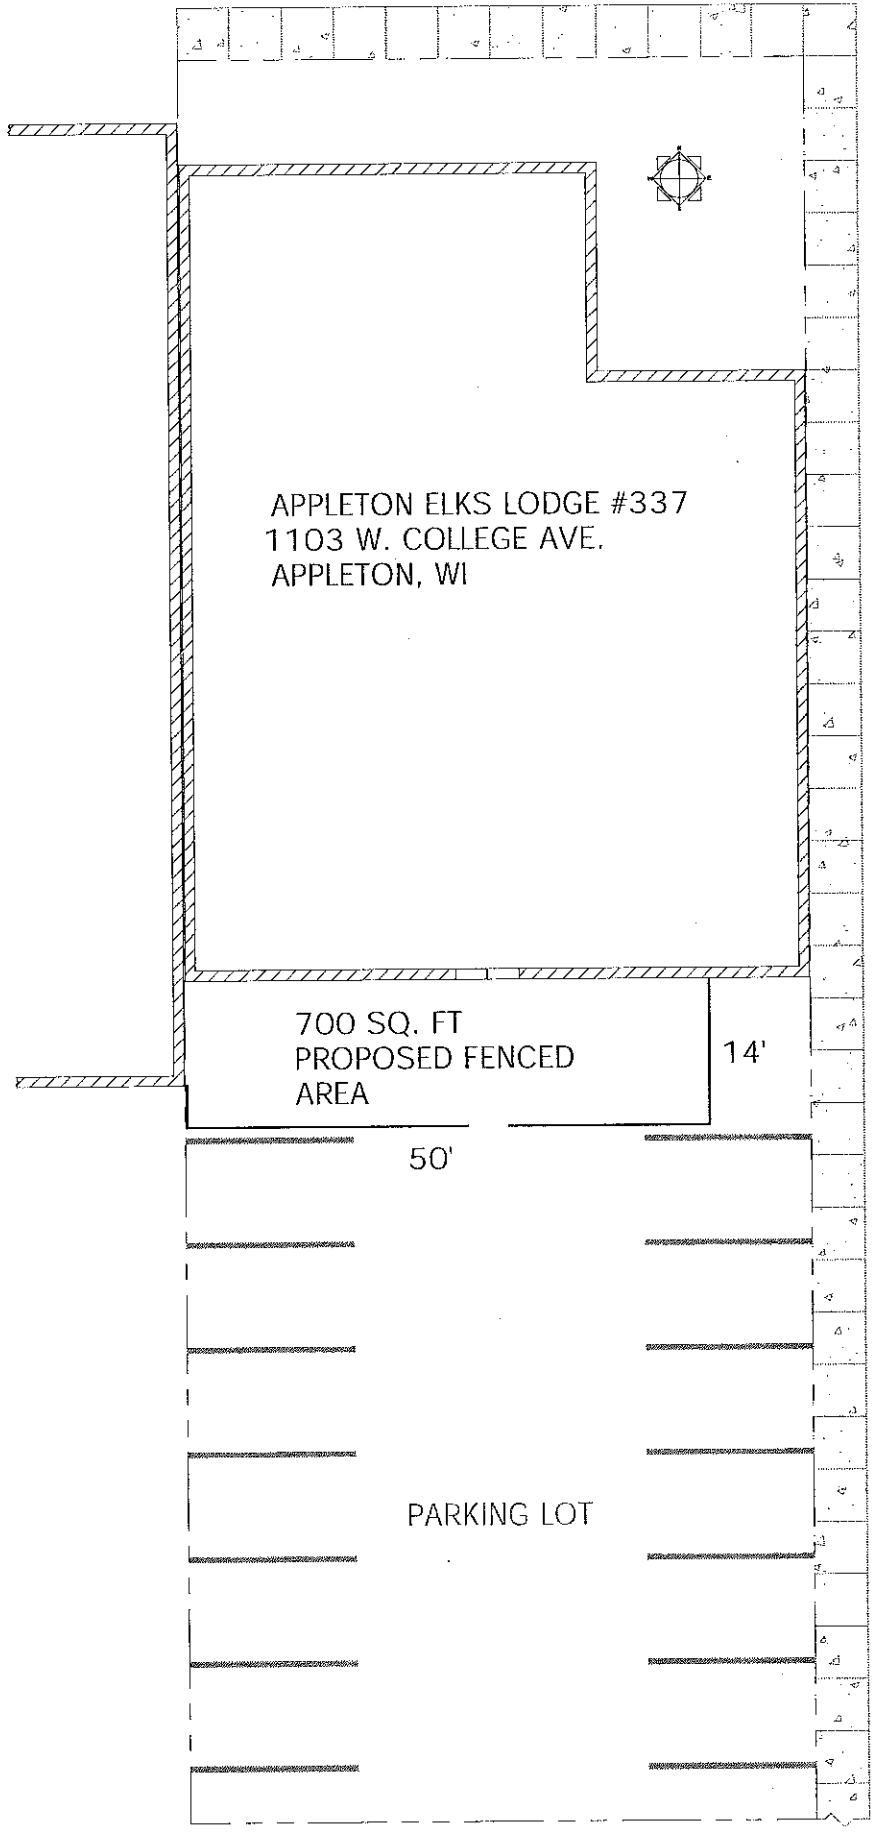 APPLETON ELKS LODGE #337
1103 W. COLLEGE AVE.
APPLETON, WI
700 SQ. FT
PROPOSED FENCED
AREA
14'
50'
PARKING LOT